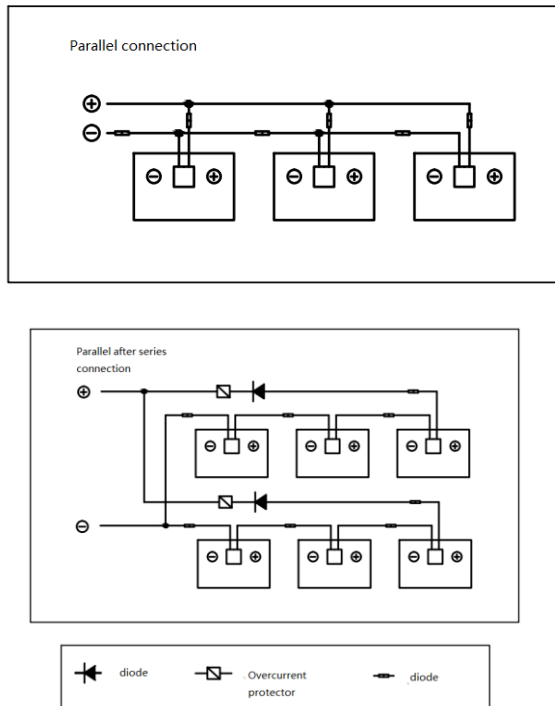 Parallel connection
⊕
⊖
⊖ ⊕ ⊖ ⊕ ⊖ ⊕
Parallel after series
connection
⊕
⊖ ⊕ ⊖ ⊕ ⊖ ⊕
⊖
⊖ ⊕ ⊖ ⊕ ⊖ ⊕
diode
Overcurrent
protector
diode